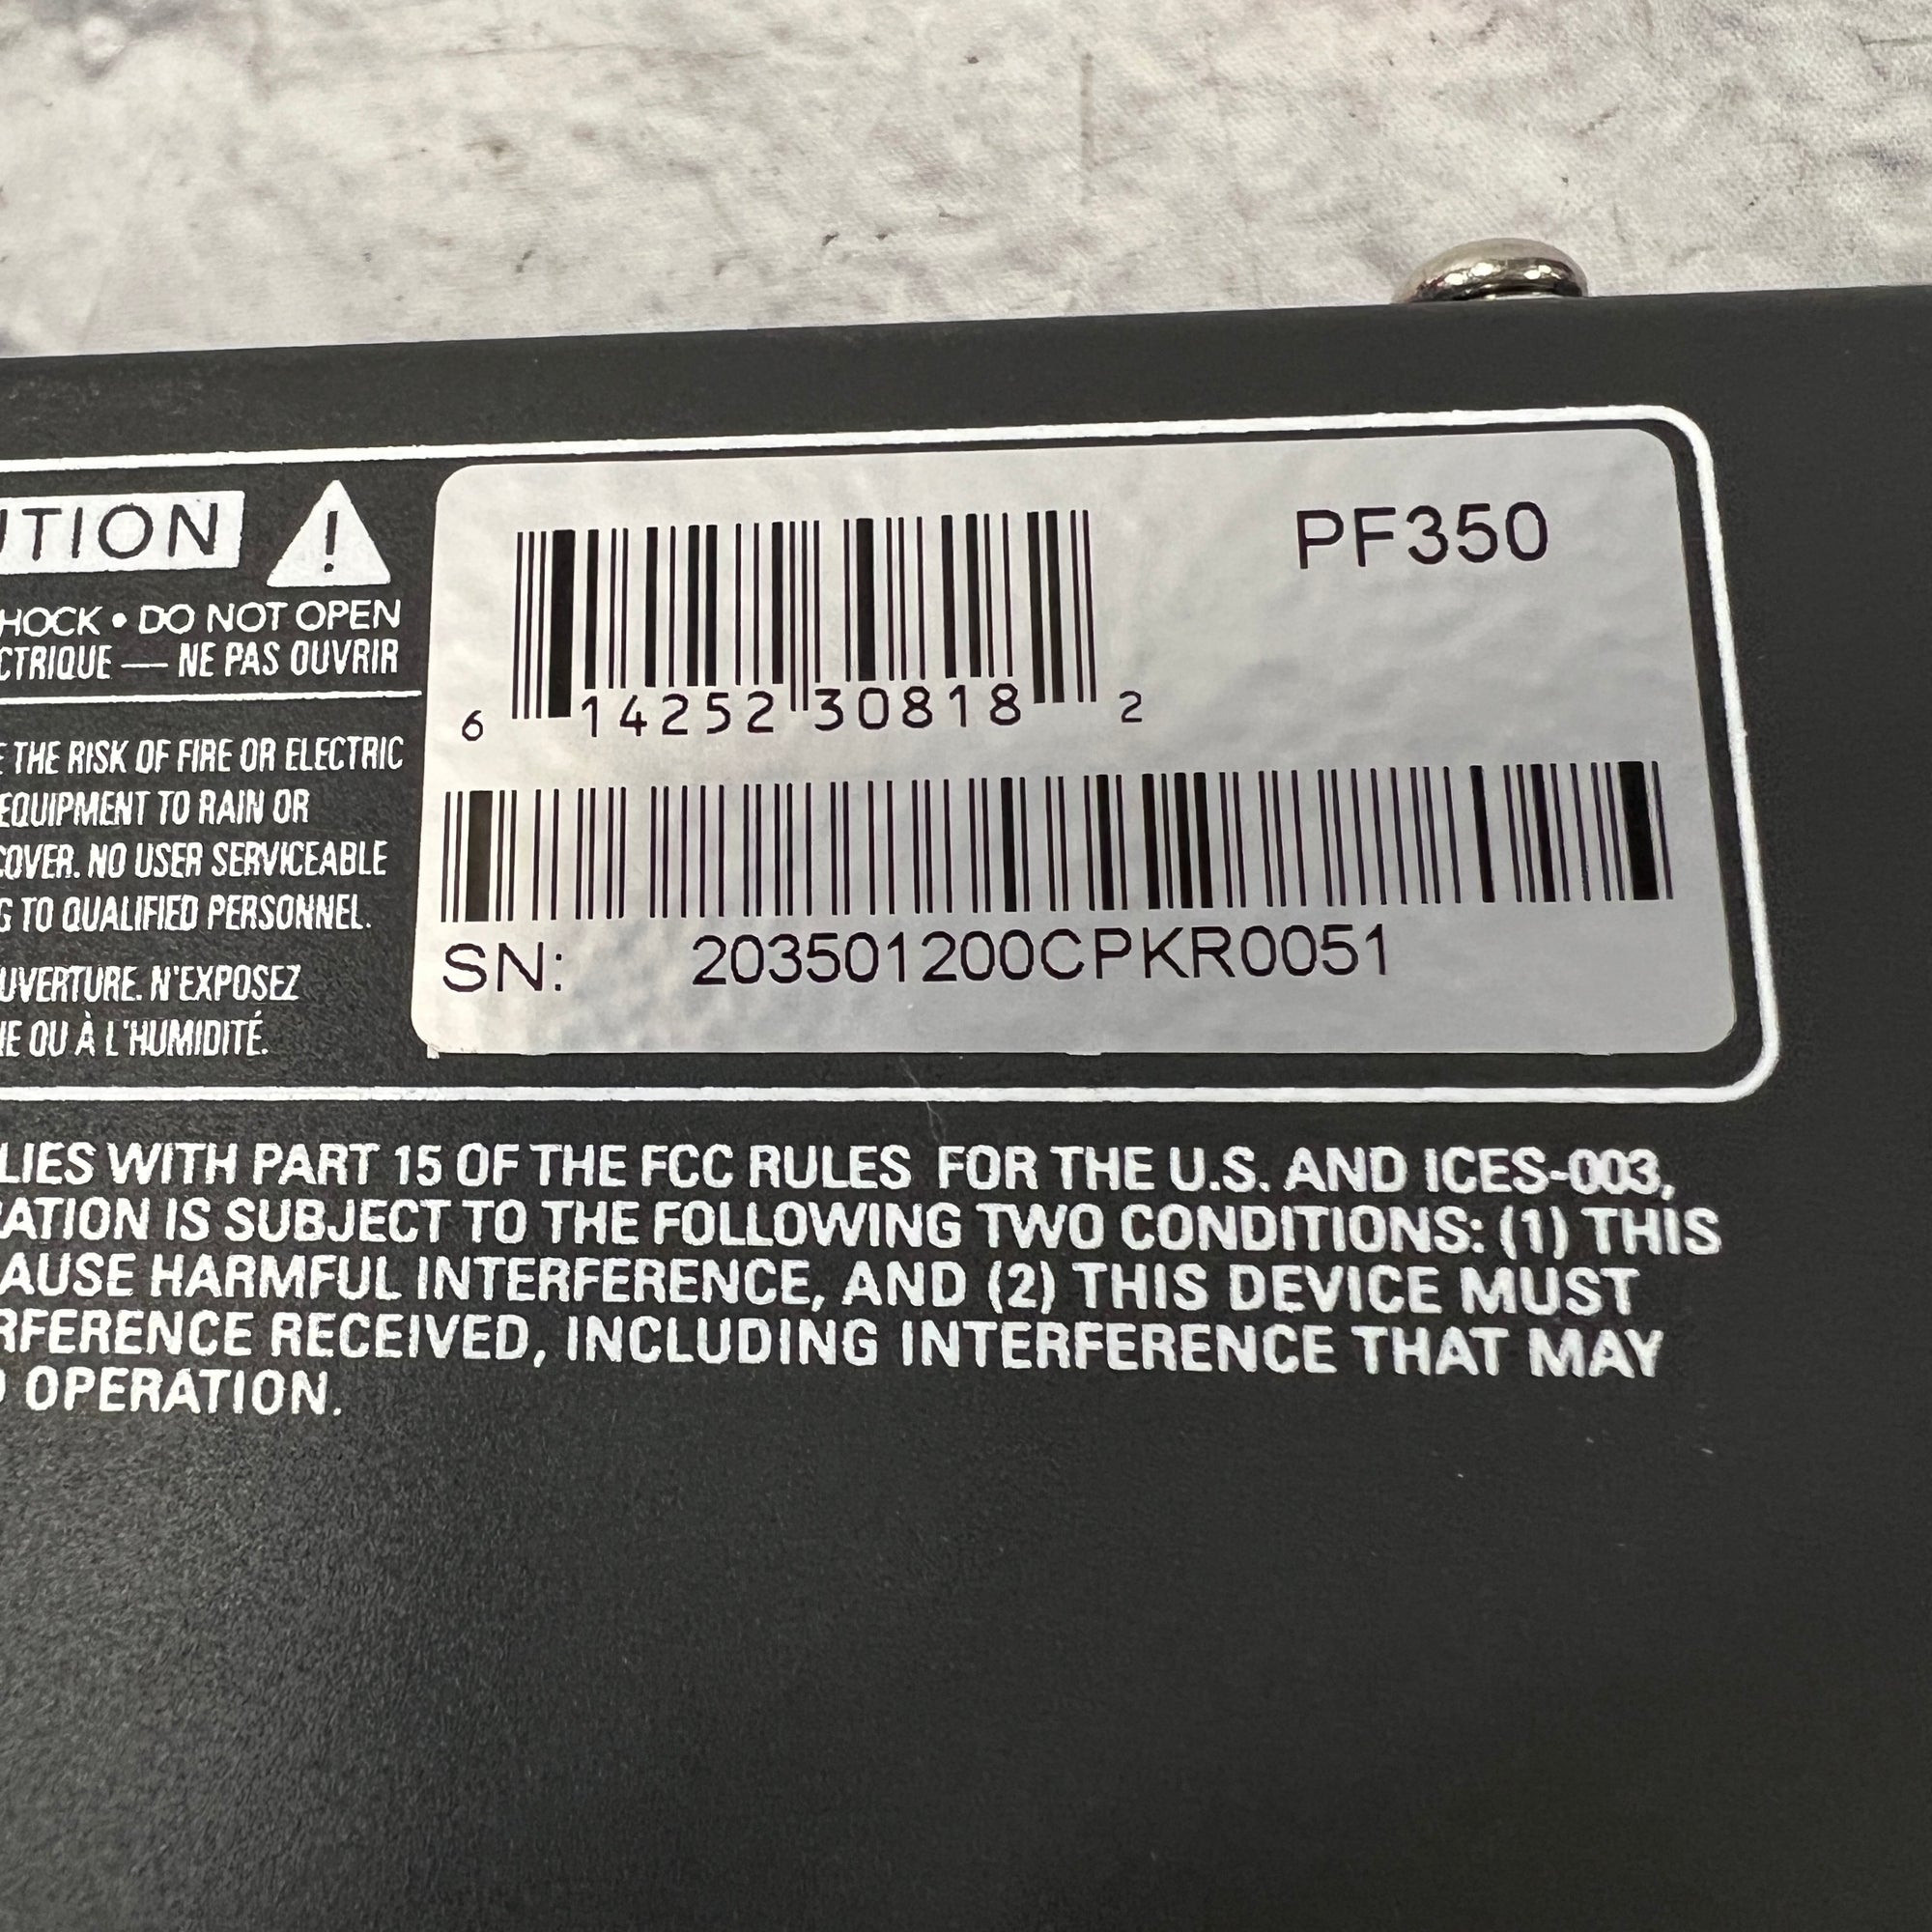 UTION
!
HOCK • DO NOT OPEN
CTRIQUE — NE PAS OUVRIR
E THE RISK OF FIRE OR ELECTRIC
EQUIPMENT TO RAIN OR
COVER. NO USER SERVICEABLE
G TO QUALIFIED PERSONNEL.
UVERTURE. N'EXPOSEZ
IE OU À L'HUMIDITÉ.
PF350
6 14252 30818 2
SN: 203501200CPKR0051
LIES WITH PART 15 OF THE FCC RULES FOR THE U.S. AND ICES-003,
ATION IS SUBJECT TO THE FOLLOWING TWO CONDITIONS: (1) THIS
AUSE HARMFUL INTERFERENCE, AND (2) THIS DEVICE MUST
RFERENCE RECEIVED, INCLUDING INTERFERENCE THAT MAY
OPERATION.